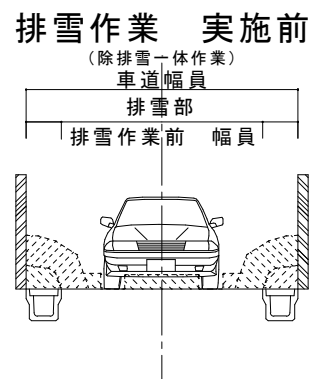 排雪作業　実施前
(除排雪一体作業)
車道幅員
排雪部
排雪作業前　幅員